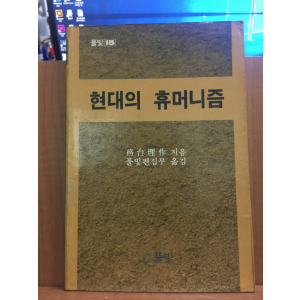 풀빛 18
현대의 휴머니즘
務台理作 지음
풀빛편집부 옮김
풀빛